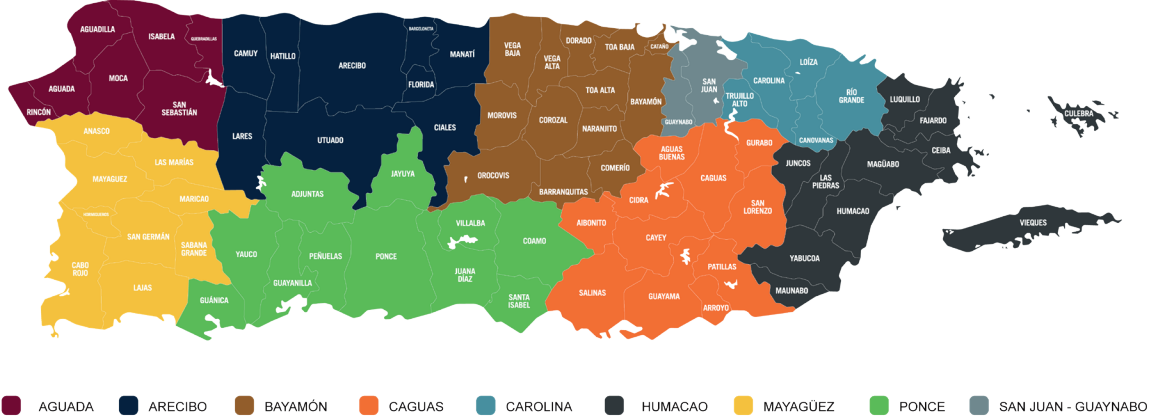 AGUADILLA
ISABELA
QUEBRADILLAS
CAMUY
HATILLO
ARECIBO
BARCELONETA
MANATÍ
VEGA
BAJA
VEGA
ALTA
DORADO
TOA BAJA
CATAÑO
MOCA
AGUADA
RINCÓN
SAN
SEBASTIÁN
FLORIDA
TOA ALTA
BAYAMÓN
SAN
JUAN
GUAYNABO
TRUJILLO
ALTO
CAROLINA
LOÍZA
RÍO
GRANDE
CANOVANAS
LUQUILLO
FAJARDO
CEIBA
CULEBRA
ANASCO
LARES
UTUADO
CIALES
MOROVIS
COROZAL
NARANJITO
AGUAS
BUENAS
GURABO
JUNCOS
MAGÜABO
LAS MARÍAS
MAYAGUEZ
MARICAO
ADJUNTAS
JAYUYA
OROCOVIS
COMERÍO
BARRANQUITAS
CIDRA
CAGUAS
SAN
LORENZO
LAS
PIEDRAS
HUMACAO
VIEQUES
SAN GERMÁN
SABANA
GRANDE
YAUCO
PEÑUELAS
PONCE
VILLALBA
COAMO
AIBONITO
CAYEY
YABUCOA
CABO
ROJO
LAJAS
GUÁNICA
GUAYANILLA
JUANA
DÍAZ
SANTA
ISABEL
SALINAS
GUAYAMA
PATILLAS
ARROYO
MAUNABO
AGUADA
ARECIBO
BAYAMÓN
CAGUAS
CAROLINA
HUMACAO
MAYAGÜEZ
PONCE
SAN JUAN - GUAYNABO